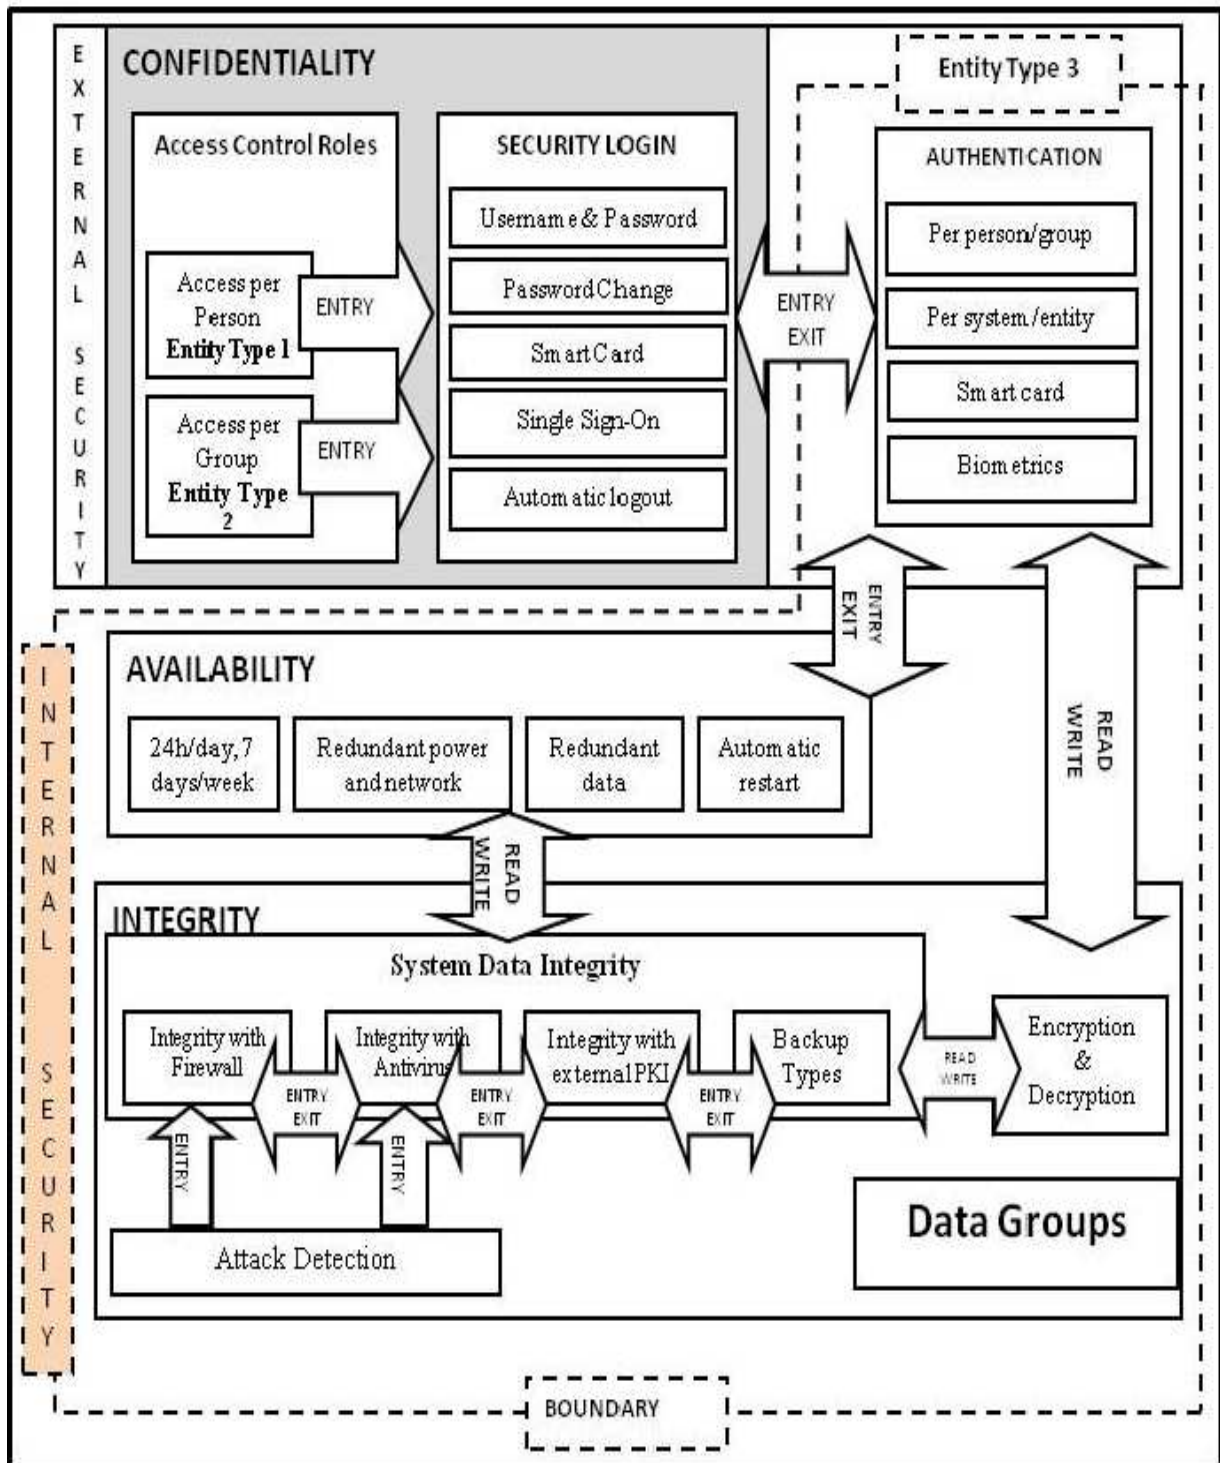 EXTERNAL SECURITY
CONFIDENTIALITY
Access Control Roles
Access per
Person
Entity Type 1
ENTRY
Access per
Group
Entity Type
2
ENTRY
SECURITY LOGIN
Username & Password
Password Change
Smart Card
Single Sign-On
Automatic logout
ENTRY
EXIT
Entity Type 3
AUTHENTICATION
Per person/group
Per system/entity
Smart card
Biometrics
ENTRY
EXIT
READ
WRITE
INTERNAL SECURITY
AVAILABILITY
24h/day, 7
days/week
Redundant power
and network
Redundant
data
Automatic
restart
READ
WRITE
INTEGRITY
System Data Integrity
Integrity with
Firewall
ENTRY
EXIT
Integrity with
Antivirus
ENTRY
EXIT
Integrity with
external PKI
ENTRY
EXIT
Backup
Types
READ
WRITE
Encryption
&
Decryption
ENTRY
ENTRY
Attack Detection
Data Groups
BOUNDARY